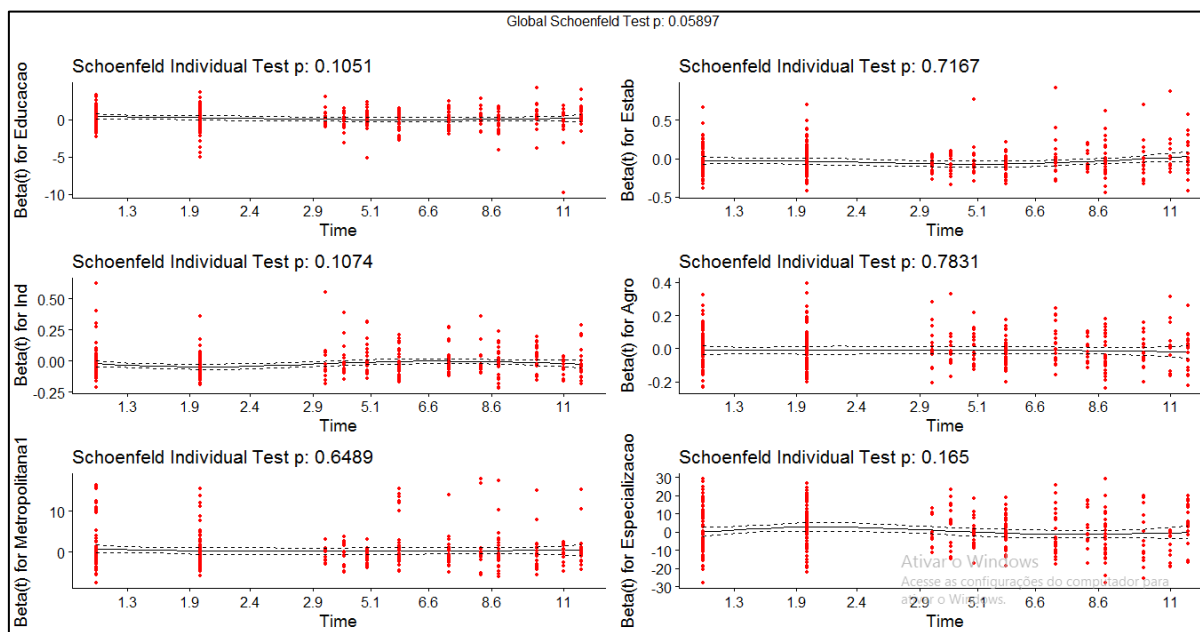 Global Schoenfeld Test p: 0.05897
Schoenfeld Individual Test p: 0.1051
Beta(t) for Educacao
0
-5
-10
1.3 1.9 2.4 2.9 5.1 6.6 8.6 11
Time
Schoenfeld Individual Test p: 0.7167
Beta(t) for Estab
0.5
0.0
-0.5
1.3 1.9 2.4 2.9 5.1 6.6 8.6 11
Time
Schoenfeld Individual Test p: 0.1074
Beta(t) for Ind
0.50
0.25
0.00
-0.25
1.3 1.9 2.4 2.9 5.1 6.6 8.6 11
Time
Schoenfeld Individual Test p: 0.7831
Beta(t) for Agro
0.4
0.2
0.0
-0.2
1.3 1.9 2.4 2.9 5.1 6.6 8.6 11
Time
Schoenfeld Individual Test p: 0.6489
Beta(t) for Metropolitana1
10
0
1.3 1.9 2.4 2.9 5.1 6.6 8.6 11
Time
Schoenfeld Individual Test p: 0.165
Beta(t) for Especializacao
30
20
10
0
-10
-20
-30
1.3 1.9 2.4 2.9 5.1 6.6 8.6 11
Time
Ativar o Windows
Acesse as configurações do computador para
ativar o Windows.